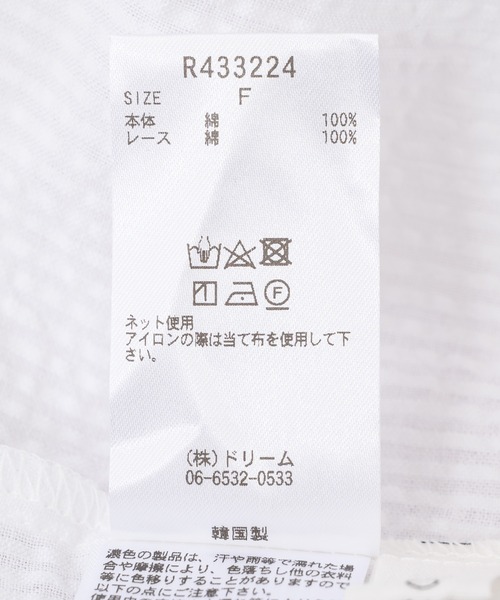 R433224
SIZE F
本体 綿 100%
レース 綿 100%
ネット使用
アイロンの際は当て布を使用して下
さい。
(株)ドリーム
06-6532-0533
韓国製
濃色の製品は、汗や雨等で濡れた場
合や摩擦により、色落ちし他の衣料
等に色移りすることがありますので
以下の点にご注意下さい。